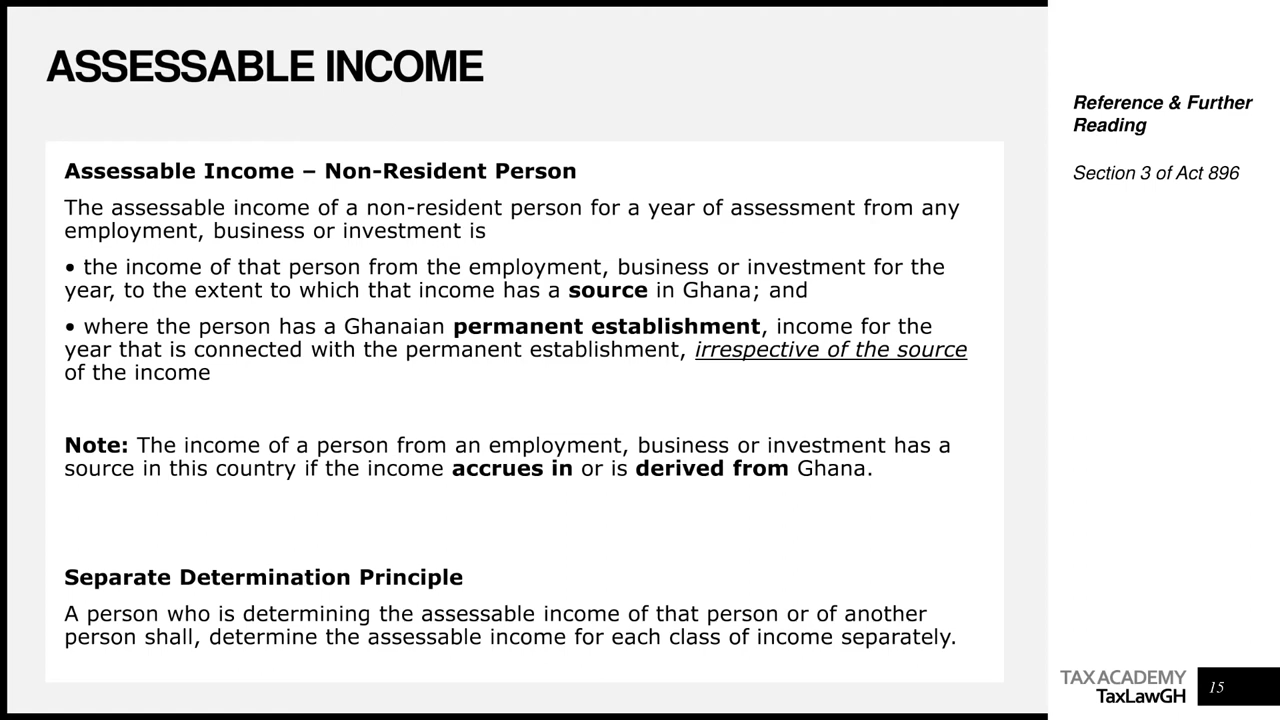 ASSESSABLE INCOME
Assessable Income – Non-Resident Person
The assessable income of a non-resident person for a year of assessment from any
employment, business or investment is
• the income of that person from the employment, business or investment for the
year, to the extent to which that income has a source in Ghana; and
• where the person has a Ghanaian permanent establishment, income for the
year that is connected with the permanent establishment, irrespective of the source
of the income
Note: The income of a person from an employment, business or investment has a
source in this country if the income accrues in or is derived from Ghana.
Separate Determination Principle
A person who is determining the assessable income of that person or of another
person shall, determine the assessable income for each class of income separately.
Reference & Further
Reading
Section 3 of Act 896
TAX ACADEMY
TaxLawGH
15